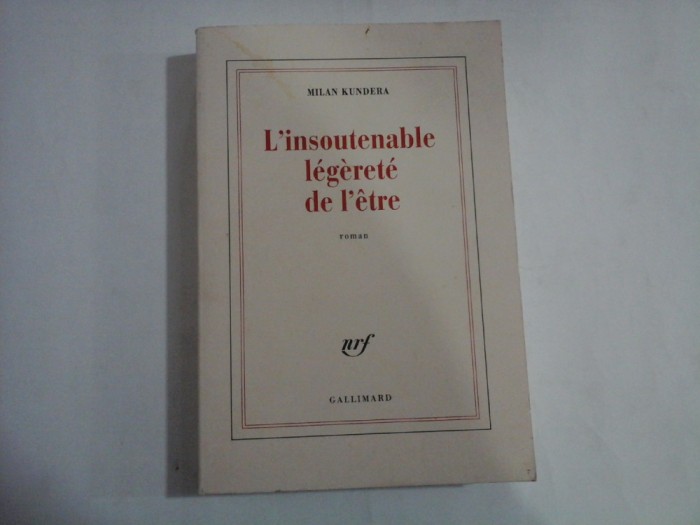 MILAN KUNDERA
L'insoutenable
légèreté
de l'être
roman
nrf
GALLIMARD